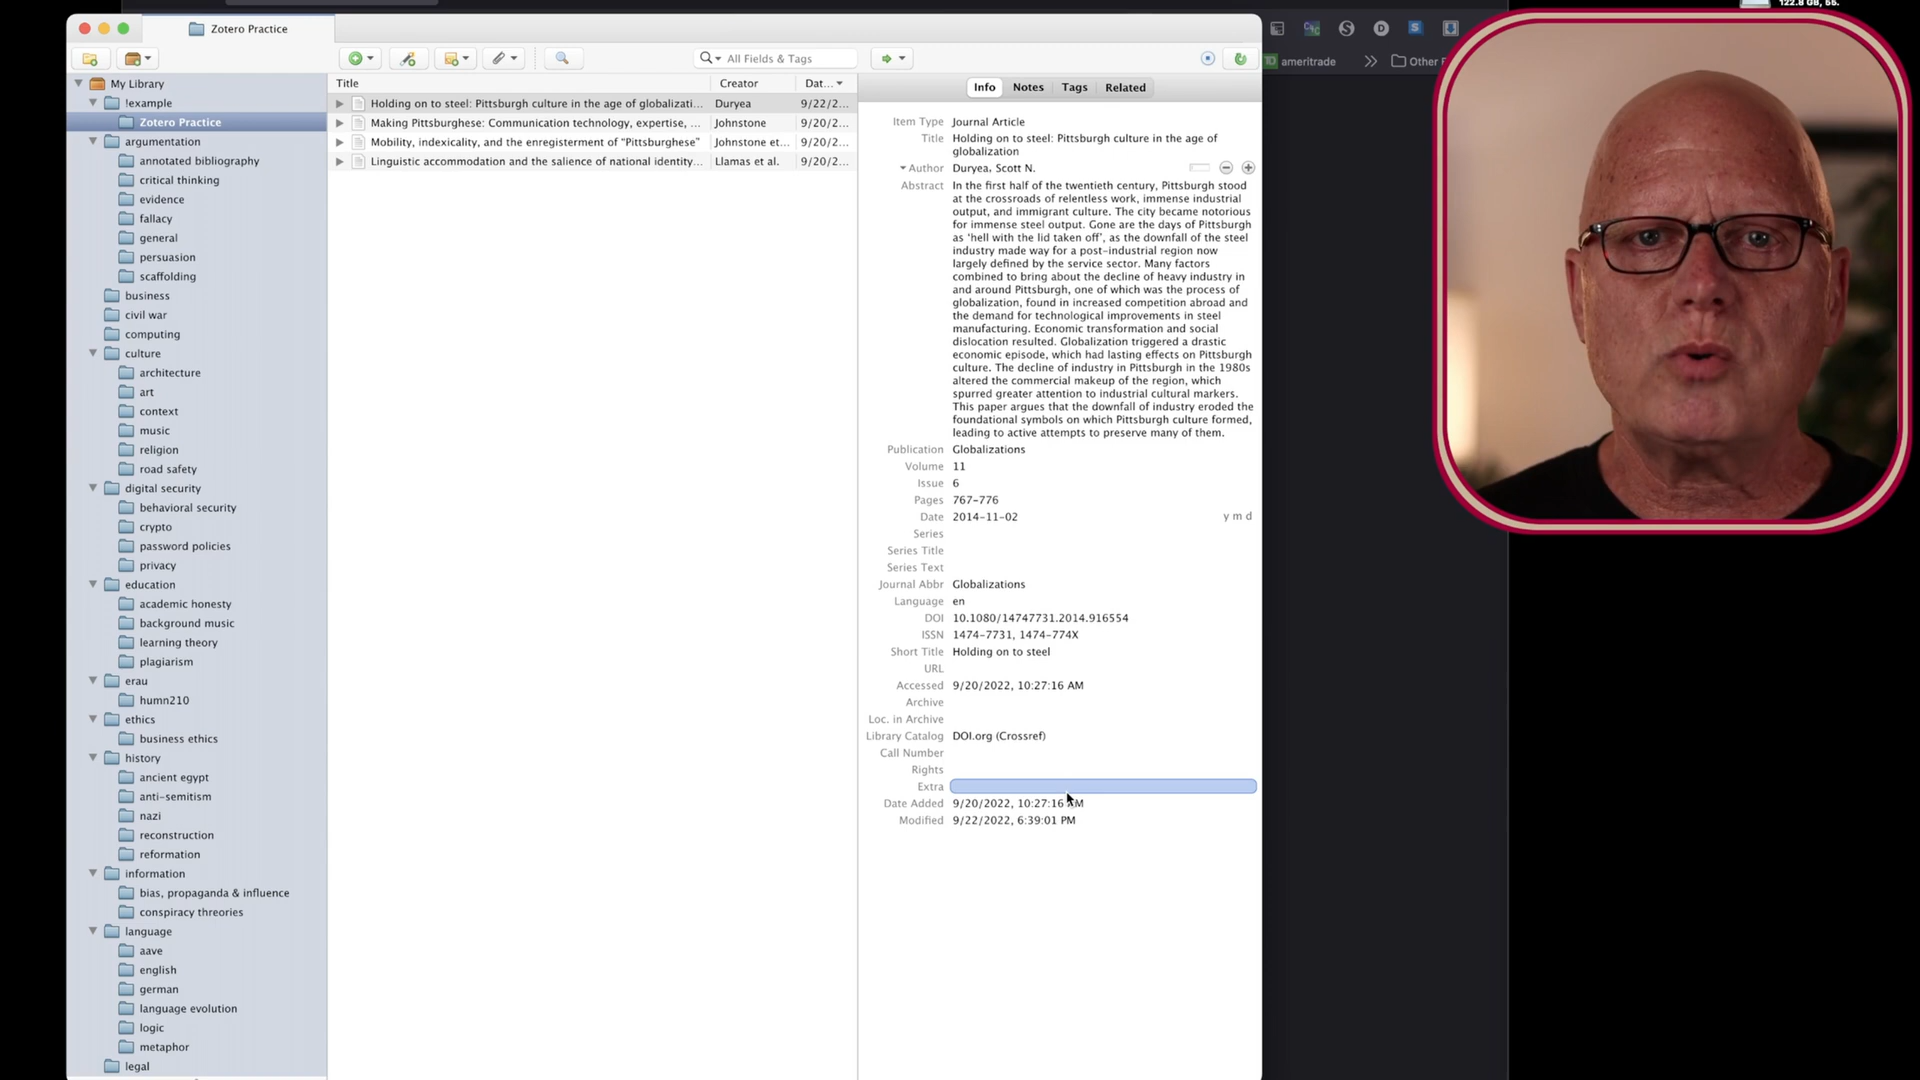 122.8 GB, 56.
Zotero Practice
ameritrade
Other
All Fields & Tags
My Library
!example
Zotero Practice
argumentation
annotated bibliography
critical thinking
evidence
fallacy
general
persuasion
scaffolding
business
civil war
computing
culture
architecture
art
context
music
religion
road safety
digital security
behavioral security
crypto
password policies
privacy
education
academic honesty
background music
learning theory
plagiarism
erau
humn210
ethics
business ethics
history
ancient egypt
anti-semitism
nazi
reconstruction
reformation
information
bias, propaganda & influence
conspiracy threories
language
aave
english
german
language evolution
logic
metaphor
legal
Title Creator Dat...
Holding on to steel: Pittsburgh culture in the age of globalizati... Duryea 9/22/2...
Making Pittsburghese: Communication technology, expertise, ... Johnstone 9/20/2...
Mobility, indexicality, and the enregisterment of “Pittsburghese” Johnstone et... 9/20/2...
Linguistic accommodation and the salience of national identity... Llamas et al. 9/20/2...
Info Notes Tags Related
Item Type Journal Article
Title Holding on to steel: Pittsburgh culture in the age of
globalization
Author Duryea, Scott N.
Abstract In the first half of the twentieth century, Pittsburgh stood
at the crossroads of relentless work, immense industrial
output, and immigrant culture. The city became notorious
for immense steel output. Gone are the days of Pittsburgh
as ‘hell with the lid taken off’, as the downfall of the steel
industry made way for a post-industrial region now
largely defined by the service sector. Many factors
combined to bring about the decline of heavy industry in
and around Pittsburgh, one of which was the process of
globalization, found in increased competition abroad and
the demand for technological improvements in steel
manufacturing. Economic transformation and social
dislocation resulted. Globalization triggered a drastic
economic episode, which had lasting effects on Pittsburgh
culture. The decline of industry in Pittsburgh in the 1980s
altered the commercial makeup of the region, which
spurred greater attention to industrial cultural markers.
This paper argues that the downfall of industry eroded the
foundational symbols on which Pittsburgh culture formed,
leading to active attempts to preserve many of them.
Publication Globalizations
Volume 11
Issue 6
Pages 767-776
Date 2014-11-02 y m d
Series
Series Title
Series Text
Journal Abbr Globalizations
Language en
DOI 10.1080/14747731.2014.916554
ISSN 1474-7731, 1474-774X
Short Title Holding on to steel
URL
Accessed 9/20/2022, 10:27:16 AM
Archive
Loc. in Archive
Library Catalog DOI.org (Crossref)
Call Number
Rights
Extra
Date Added 9/20/2022, 10:27:16 AM
Modified 9/22/2022, 6:39:01 PM